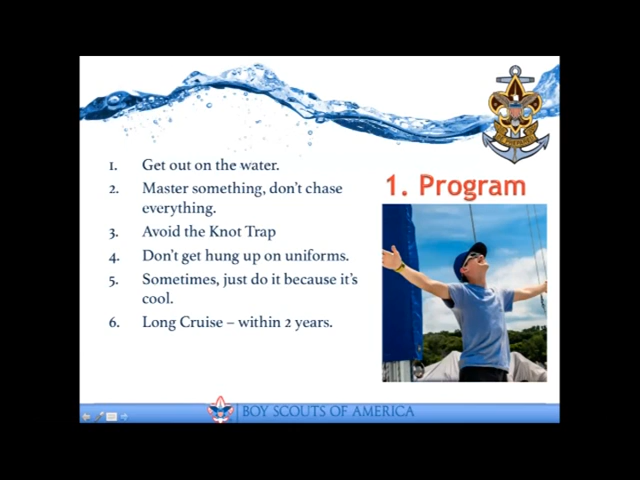 1. Get out on the water.
2. Master something, don't chase
everything.
3. Avoid the Knot Trap
4. Don't get hung up on uniforms.
5. Sometimes, just do it because it's
cool.
6. Long Cruise – within 2 years.
1. Program
BOY SCOUTS OF AMERICA